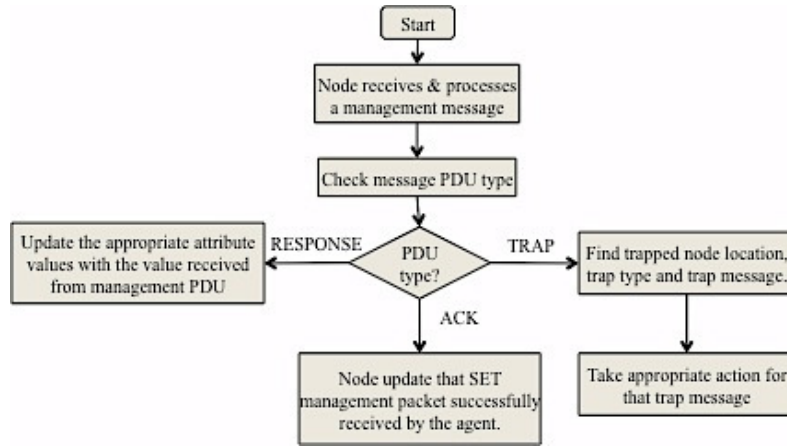 Start
Node receives & processes
a management message
Check message PDU type
RESPONSE
PDU
type?
TRAP
ACK
Update the appropriate attribute
values with the value received
from management PDU
Find trapped node location,
trap type and trap message.
Node update that SET
management packet successfully
received by the agent.
Take appropriate action for
that trap message